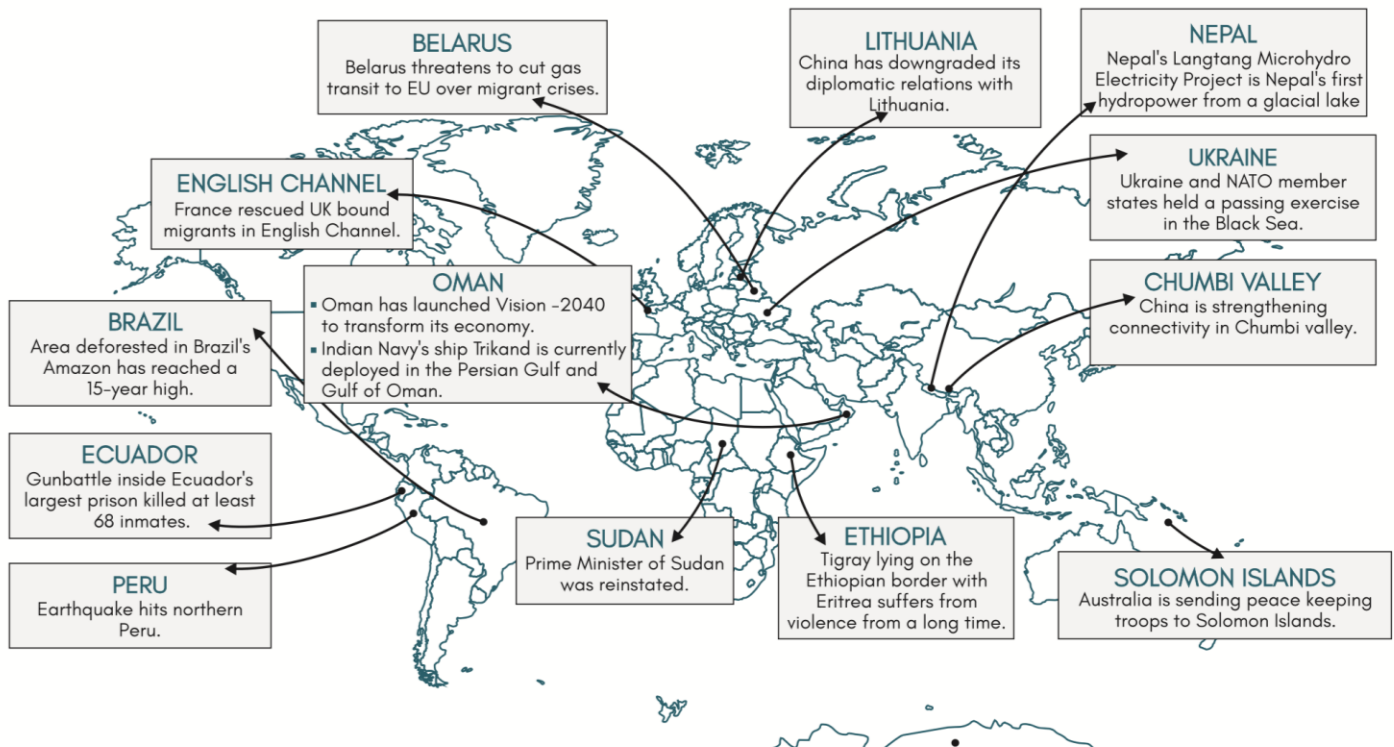 BELARUS
Belarus threatens to cut gas
transit to EU over migrant crises.
LITHUANIA
China has downgraded its
diplomatic relations with
Lithuania.
NEPAL
Nepal's Langtang Microhydro
Electricity Project is Nepal's first
hydropower from a glacial lake
ENGLISH CHANNEL
France rescued UK bound
migrants in English Channel.
UKRAINE
Ukraine and NATO member
states held a passing exercise
in the Black Sea.
OMAN
▪ Oman has launched Vision -2040
to transform its economy.
▪ Indian Navy's ship Trikand is currently
deployed in the Persian Gulf and
Gulf of Oman.
CHUMBI VALLEY
China is strengthening
connectivity in Chumbi valley.
BRAZIL
Area deforested in Brazil's
Amazon has reached a
15-year high.
ECUADOR
Gunbattle inside Ecuador's
largest prison killed at least
68 inmates.
SUDAN
Prime Minister of Sudan
was reinstated.
ETHIOPIA
Tigray lying on the
Ethiopian border with
Eritrea suffers from
violence from a long time.
SOLOMON ISLANDS
Australia is sending peace keeping
troops to Solomon Islands.
PERU
Earthquake hits northern
Peru.